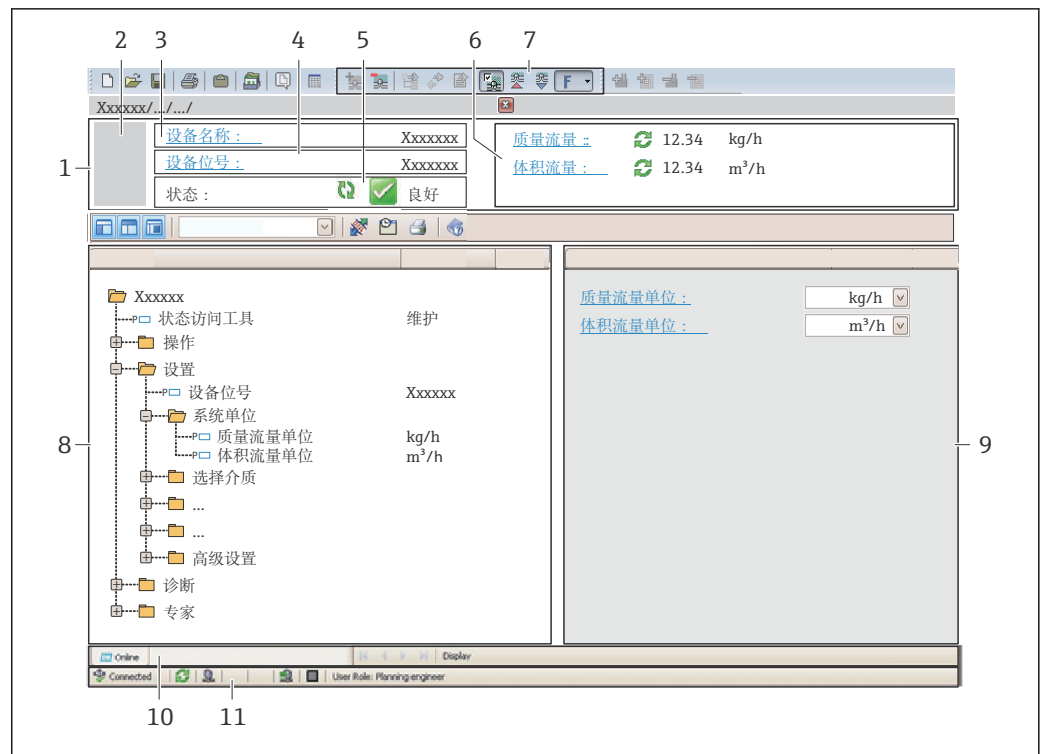 2 3 4 5 6 7
F
Xxxxxx/.../.../
1
设备名称： Xxxxxxx
设备位号： Xxxxxxx
状态： 良好
质量流量： 12.34 kg/h
体积流量： 12.34 m³/h
Xxxxxx
P 状态访问工具 维护
操作
设置
P 设备位号 Xxxxxx
系统单位
P 质量流量单位 kg/h
P 体积流量单位 m³/h
选择介质
...
...
高级设置
诊断
专家
8
质量流量单位： kg/h
体积流量单位： m³/h
9
Online Display
Connected User Role: Planning engineer
10 11